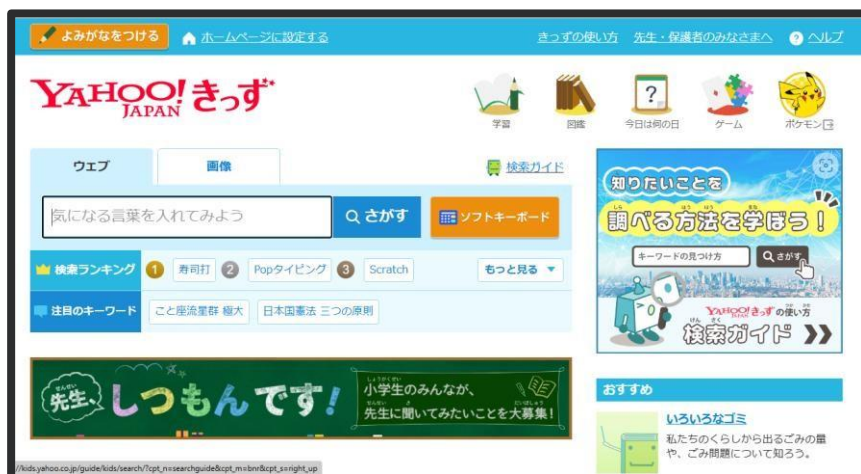 よみがなをつける ホームページに設定する きっずの使い方 先生・保護者のみなさまへ ? ヘルプ
YAHOO! きっず
JAPAN
学習 図鑑 今日は何の日 ゲーム ポケモン
ウェブ 画像 検索ガイド
気になる言葉を入れてみよう さがす ソフトキーボード
検索ランキング 1 寿司打 2 Popタイピング 3 Scratch もっと見る
注目のキーワード こと座流星群 極大 日本国憲法 三つの原則
知りたいことを
調べる方法を学ぼう!
キーワードの見つけ方 さがす
YAHOO!きっずの使い方
JAPAN
検索ガイド
先生、しつもんです!
小学生のみんなが、
先生に聞いてみたいことを大募集!
おすすめ
いろいろなゴミ
私たちのくらしから出るごみの量
や、ごみ問題について知ろう。
//kids.yahoo.co.jp/guide/kids/search/?cpt_n=searchguide&cpt_m=bnr&cpt_s=right_up